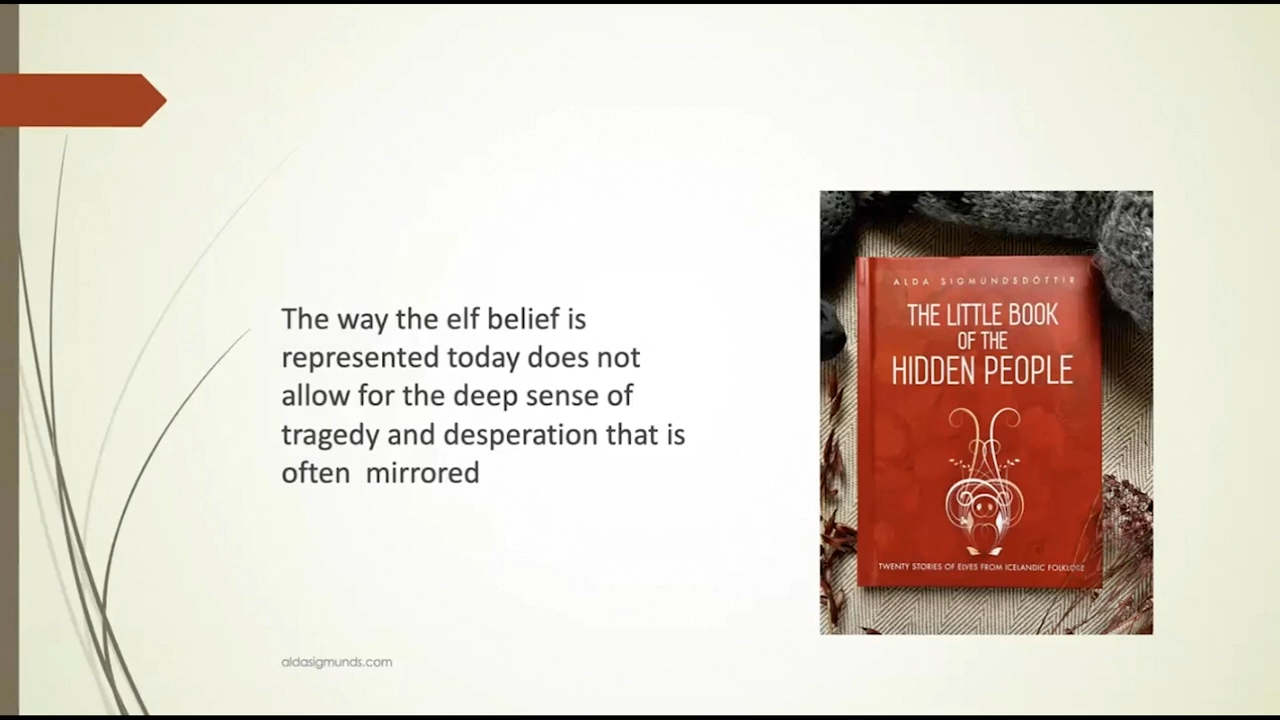 The way the elf belief is
represented today does not
allow for the deep sense of
tragedy and desperation that is
often  mirrored
ALDA SIGMUNDSDÓTTIR
THE LITTLE BOOK
OF THE
HIDDEN PEOPLE
TWENTY STORIES OF ELVES FROM ICELANDIC FOLKLORE
aldasigmunds.com